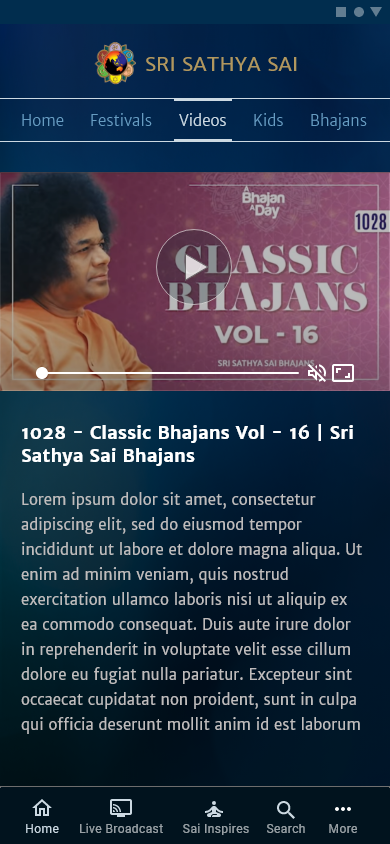 SRI SATHYA SAI
Home Festivals Videos Kids Bhajans
A
Bhajan
A Day
1028
CLASSIC
BHAJANS
VOL - 16
SRI SATHYA SAI BHAJANS
1028 - Classic Bhajans Vol - 16 | Sri
Sathya Sai Bhajans
Lorem ipsum dolor sit amet, consectetur
adipiscing elit, sed do eiusmod tempor
incididunt ut labore et dolore magna aliqua. Ut
enim ad minim veniam, quis nostrud
exercitation ullamco laboris nisi ut aliquip ex
ea commodo consequat. Duis aute irure dolor
in reprehenderit in voluptate velit esse cillum
dolore eu fugiat nulla pariatur. Excepteur sint
occaecat cupidatat non proident, sunt in culpa
qui officia deserunt mollit anim id est laborum
Home Live Broadcast Sai Inspires Search More